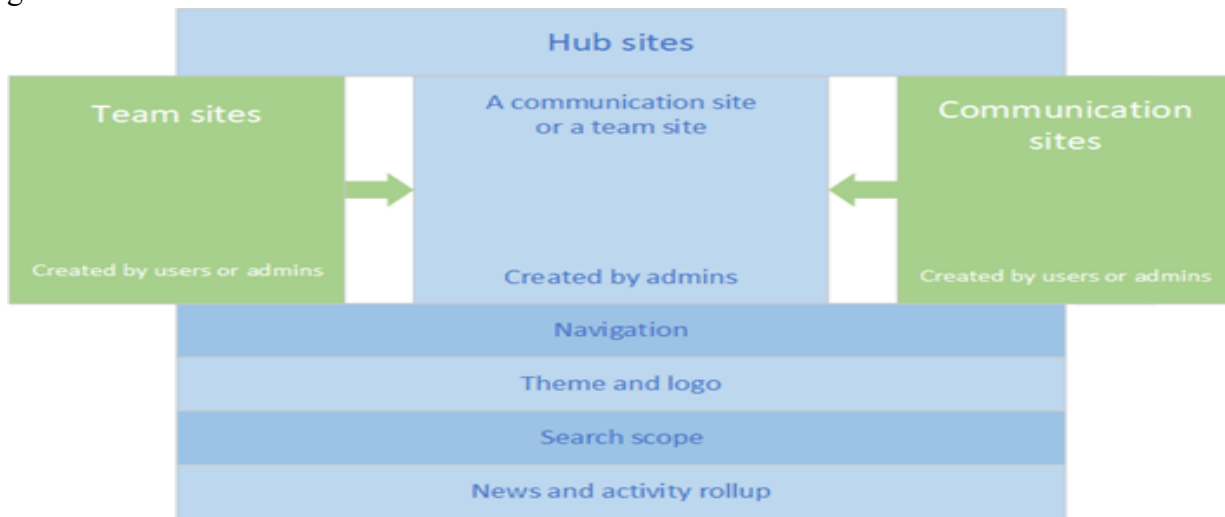 Hub sites
Team sites
Created by users or admins
A communication site
or a team site
Created by admins
Communication
sites
Created by users or admins
Navigation
Theme and logo
Search scope
News and activity rollup